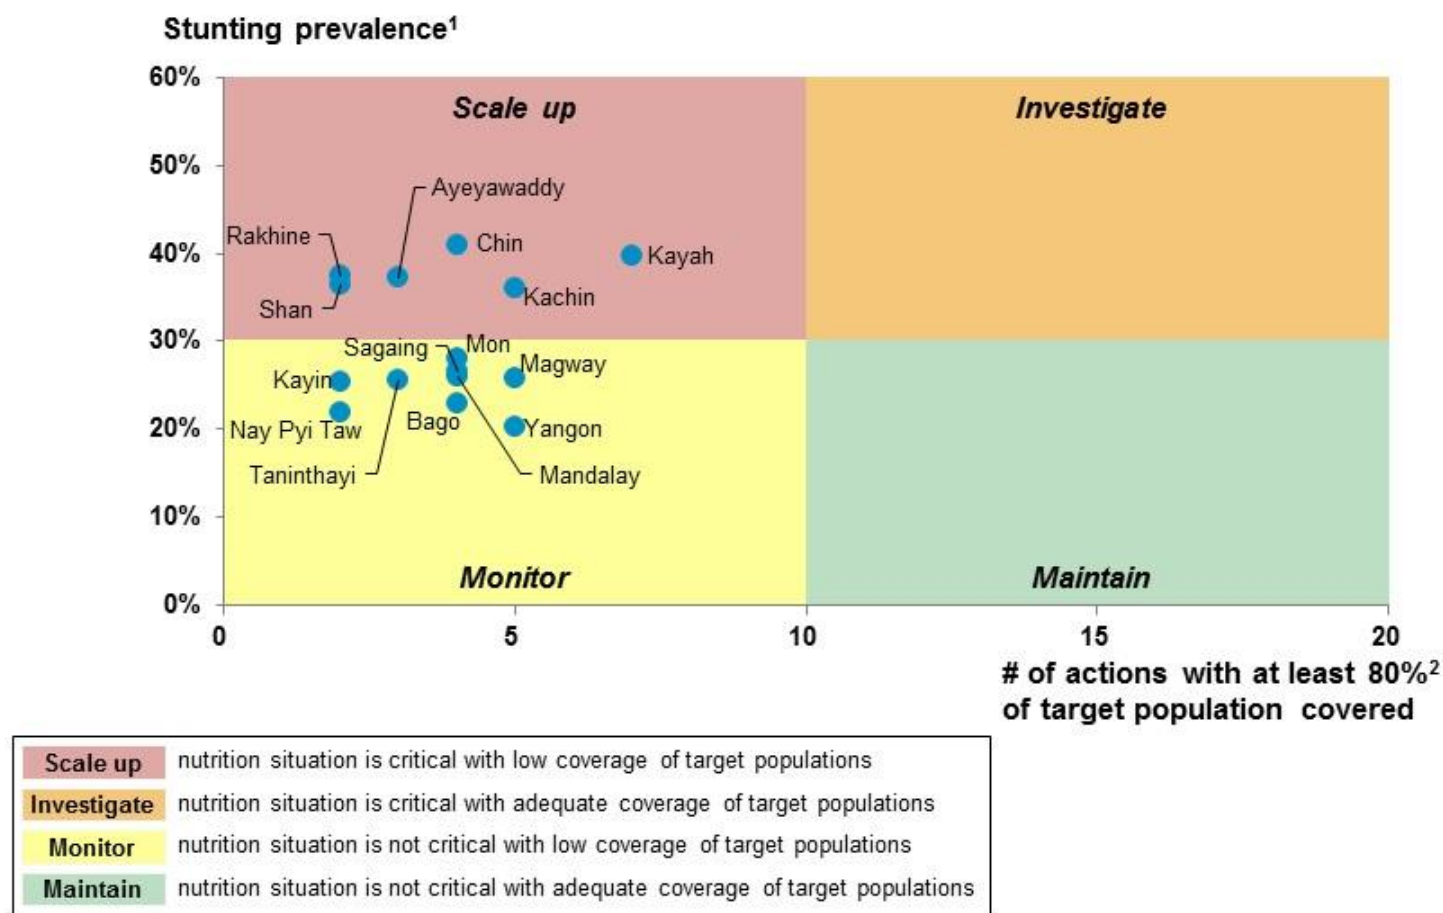 Stunting prevalence¹
60%
Scale up
Investigate
50%
Ayeyawaddy
Rakhine
40%
Chin
Kayah
Shan
Kachin
30%
Sagaing
Mon
Magway
Kayin
20%
Nay Pyi Taw
Bago
Yangon
Taninthayi
Mandalay
10%
Monitor
Maintain
0%
0
5
10
15
20
# of actions with at least 80%²
of target population covered
Scale up nutrition situation is critical with low coverage of target populations
Investigate nutrition situation is critical with adequate coverage of target populations
Monitor nutrition situation is not critical with low coverage of target populations
Maintain nutrition situation is not critical with adequate coverage of target populations